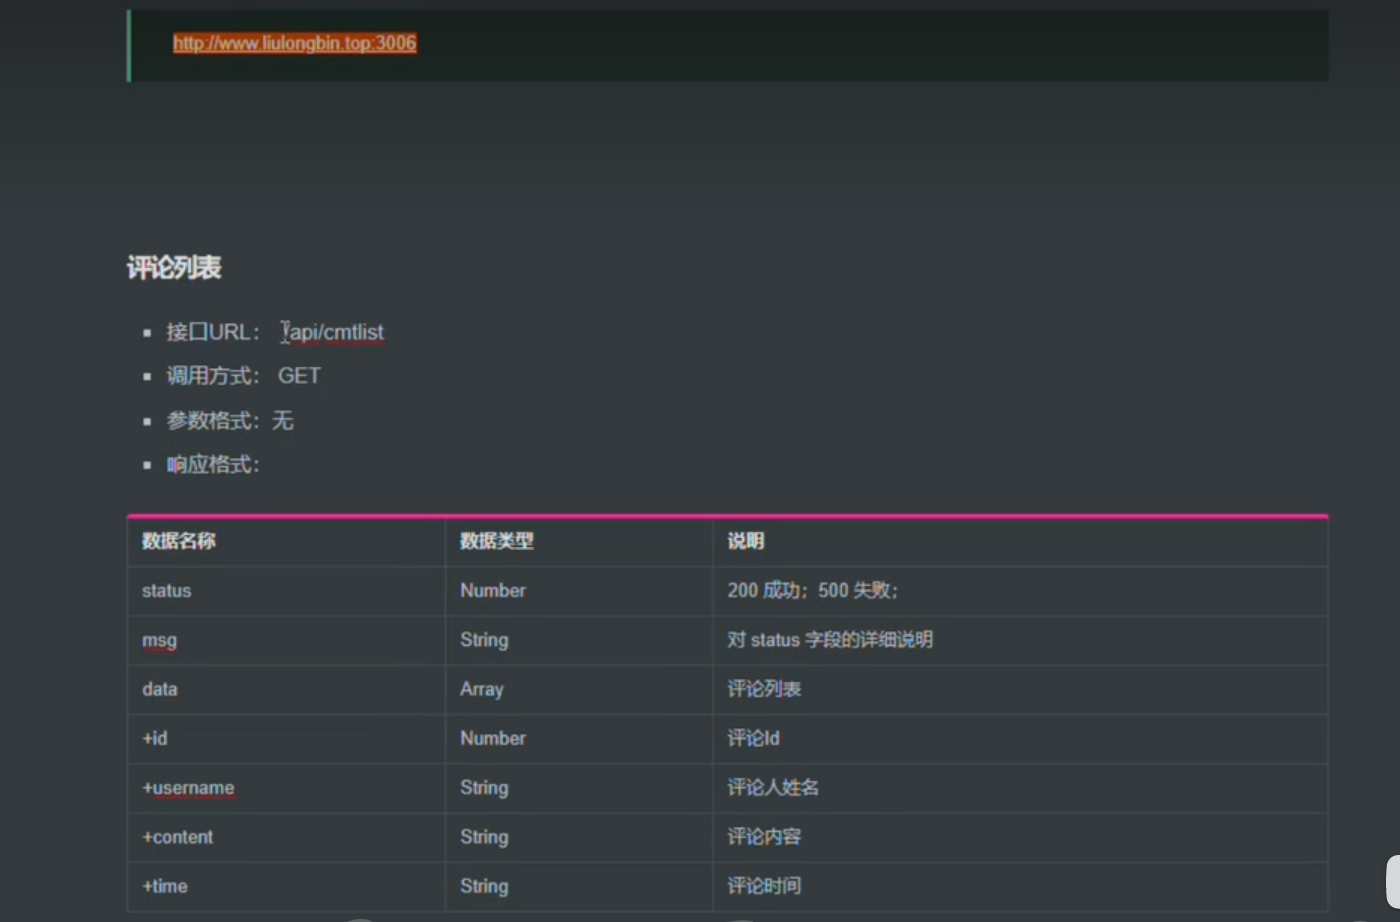 http://www.liulongbin.top:3006
评论列表
接口URL： /api/cmtlist
调用方式： GET
参数格式：无
响应格式：
数据名称 数据类型 说明
status Number 200 成功；500 失败；
msg String 对 status 字段的详细说明
data Array 评论列表
+id Number 评论Id
+username String 评论人姓名
+content String 评论内容
+time String 评论时间